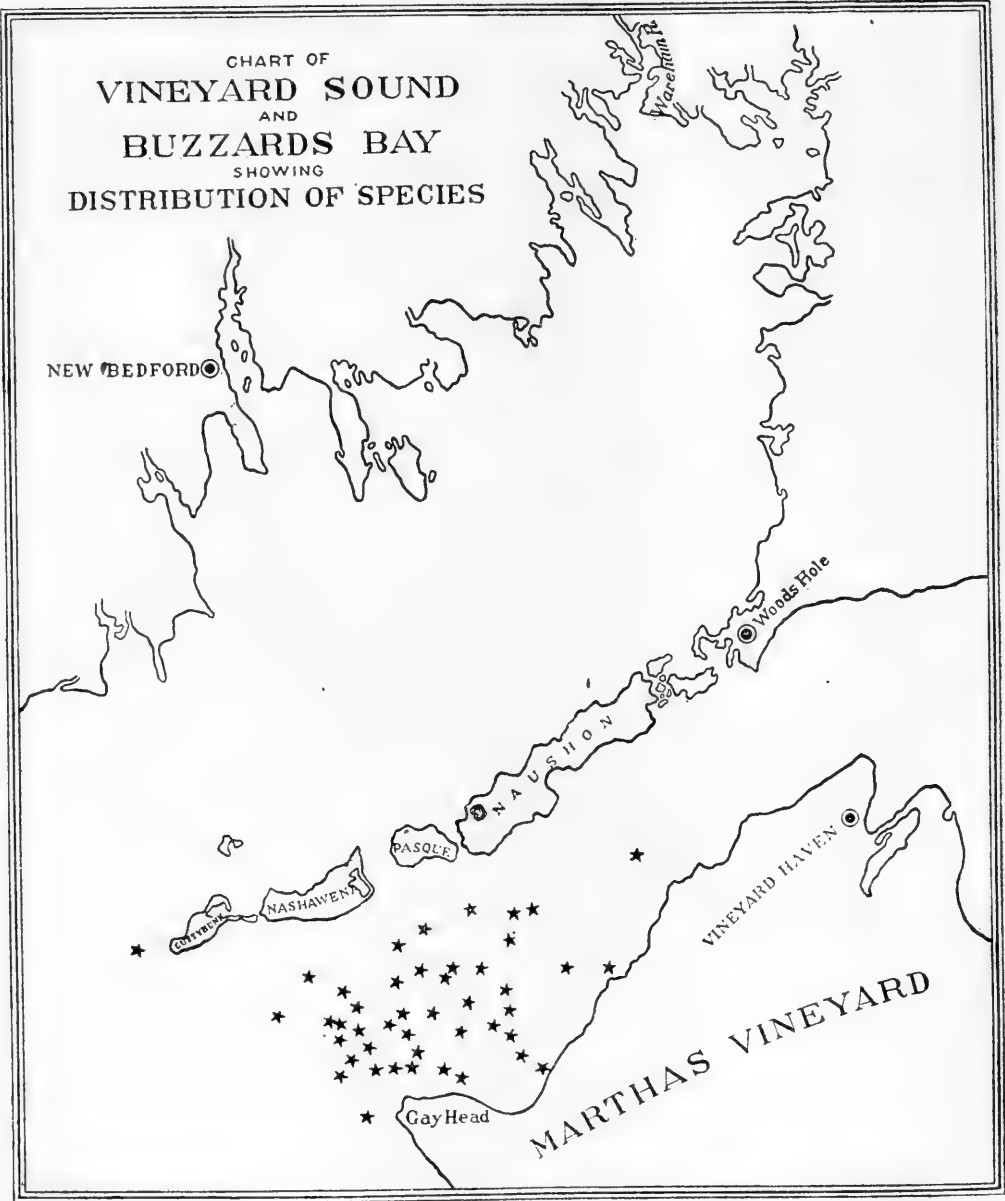 CHART OF
VINEYARD SOUND
AND
BUZZARDS BAY
SHOWING
DISTRIBUTION OF SPECIES
Wareham R.
NEW BEDFORD
Woods Hole
NAUSHON
PASQUE
NASHAWENA
CUTTYHUNK
VINEYARD HAVEN
MARTHAS VINEYARD
Gay Head